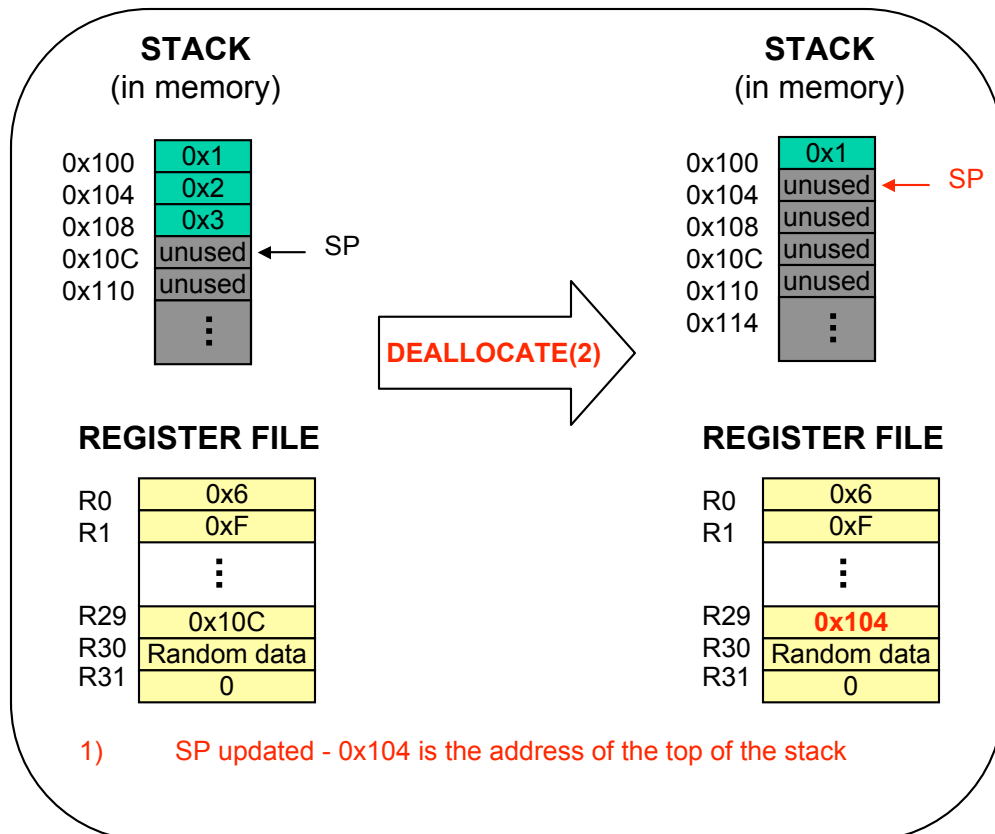 STACK
(in memory)
0x100
0x104
0x108
0x10C
0x110
0x1
0x2
0x3
unused
unused
⋮
SP
DEALLOCATE(2)
STACK
(in memory)
0x100
0x104
0x108
0x10C
0x110
0x114
0x1
unused
unused
unused
unused
⋮
SP
REGISTER FILE
R0
R1
R29
R30
R31
0x6
0xF
⋮
0x10C
Random data
0
REGISTER FILE
R0
R1
R29
R30
R31
0x6
0xF
⋮
0x104
Random data
0
1) SP updated - 0x104 is the address of the top of the stack